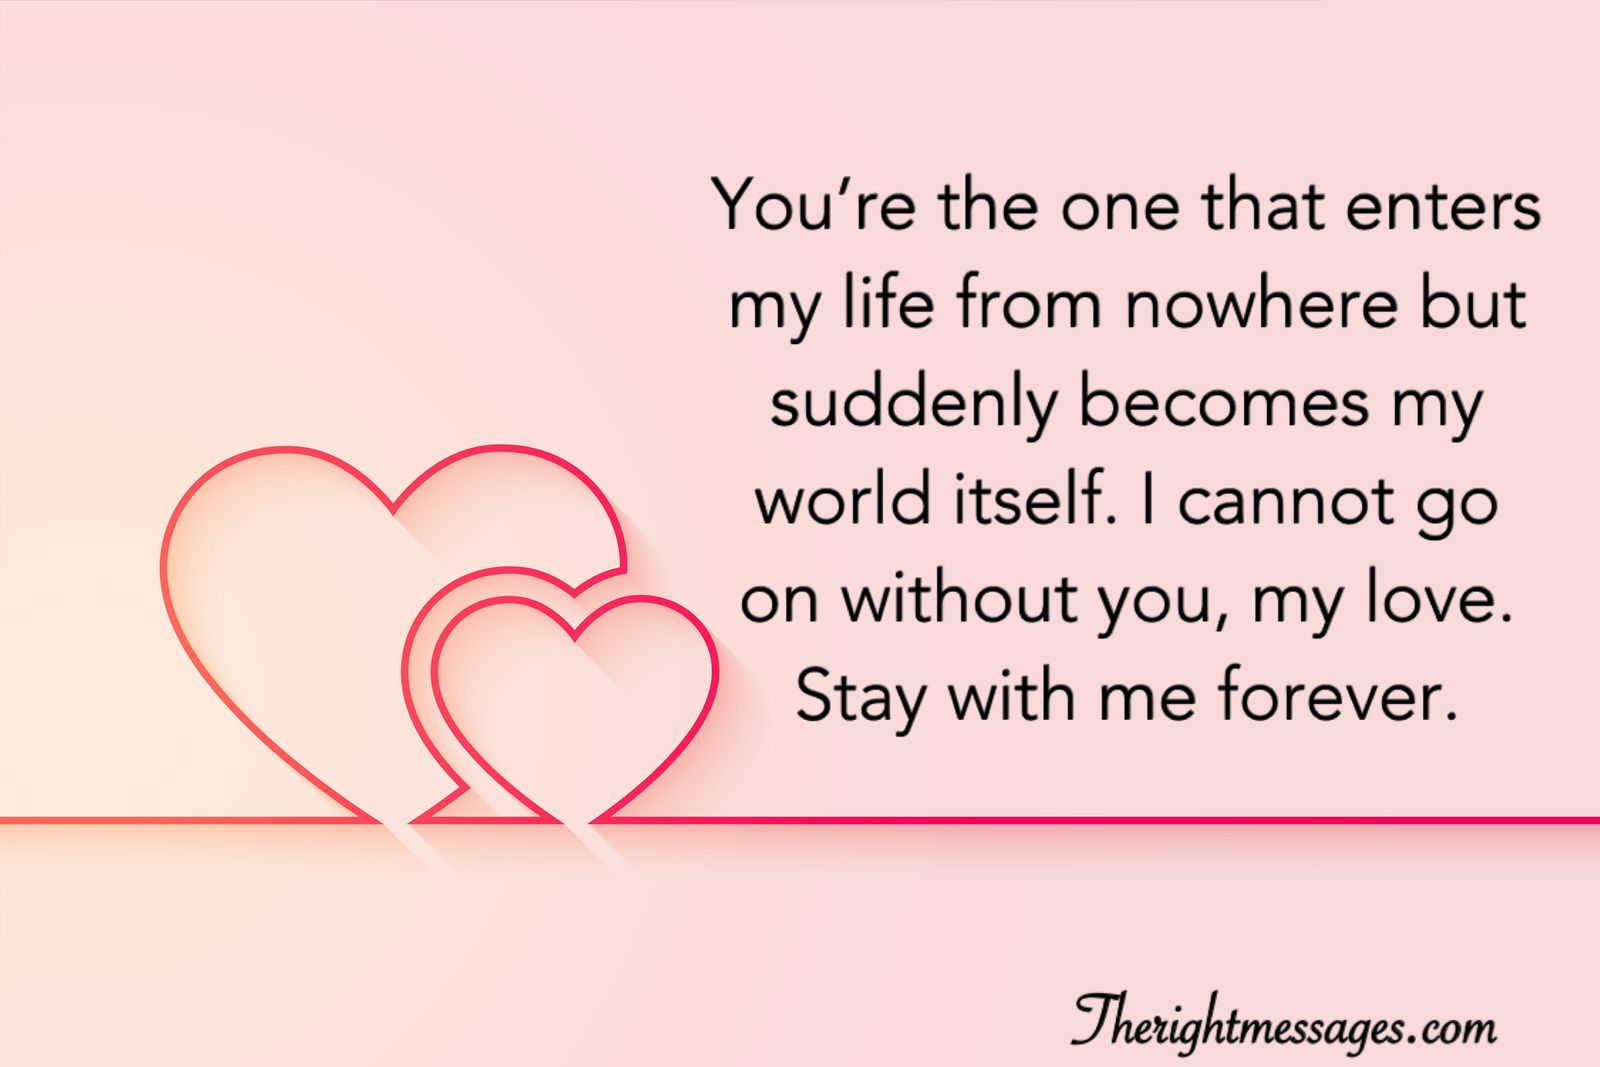 You’re the one that enters
my life from nowhere but
suddenly becomes my
world itself. I cannot go
on without you, my love.
Stay with me forever.
Therightmessages.com